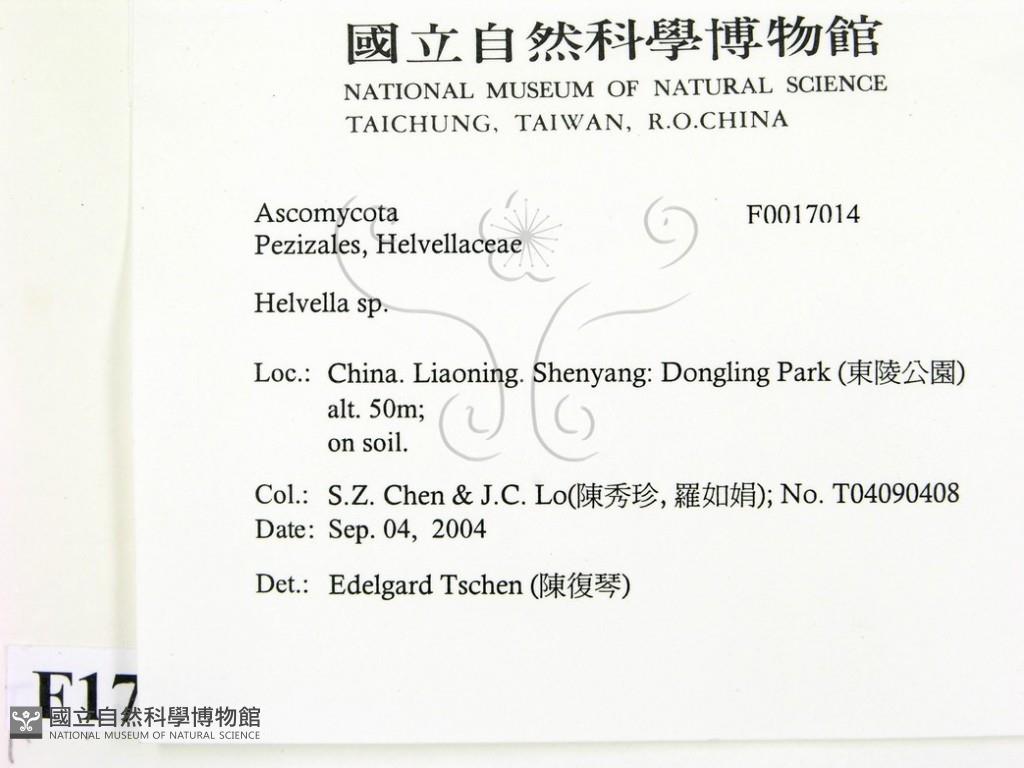 國立自然科學博物館
NATIONAL MUSEUM OF NATURAL SCIENCE
TAICHUNG, TAIWAN, R.O.CHINA
Ascomycota F0017014
Pezizales, Helvellaceae
Helvella sp.
Loc.: China. Liaoning. Shenyang: Dongling Park (東陵公園)
alt. 50m;
on soil.
Col.: S.Z. Chen & J.C. Lo(陳秀珍, 羅如娟); No. T04090408
Date: Sep. 04, 2004
Det.: Edelgard Tschen (陳復琴)
F17
國立自然科學博物館
NATIONAL MUSEUM OF NATURAL SCIENCE